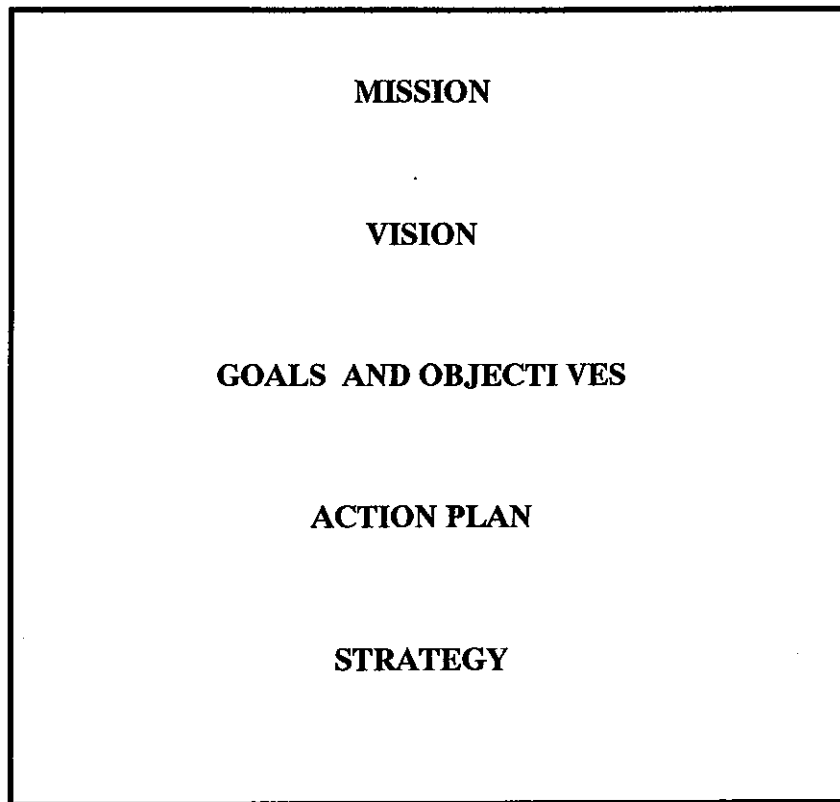 MISSION
VISION
GOALS AND OBJECTI VES
ACTION PLAN
STRATEGY